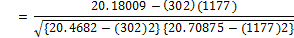 = 20.18009 − (302)(1177)
√{20.4682 − (302)2} {20.70875 − (1177)2}